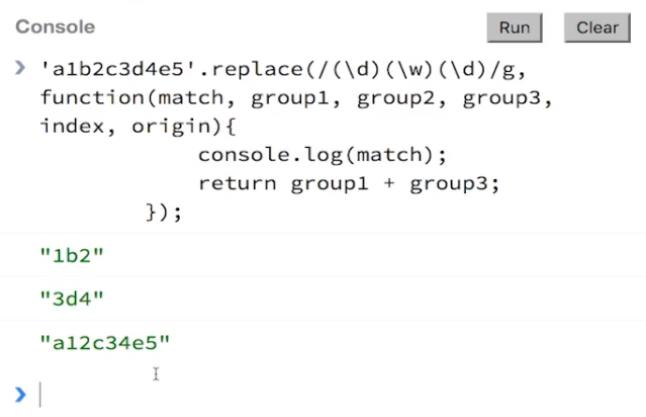 Console Run Clear
❯ 'a1b2c3d4e5'.replace(/(\d)(\w)(\d)/g,
function(match, group1, group2, group3,
index, origin){
console.log(match);
return group1 + group3;
});
"1b2"
"3d4"
"a12c34e5"
❯